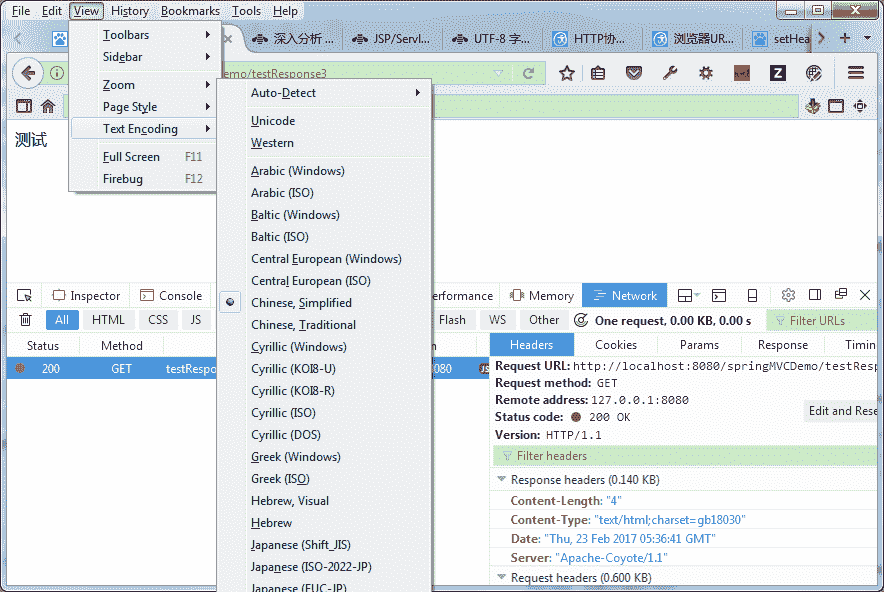 File Edit View History Bookmarks Tools Help
深入分析 ... JSP/Servl... UTF-8 字... HTTP协... 浏览器UR... setHea
emo/testResponse3
测试
Toolbars
Sidebar
Zoom
Page Style
Text Encoding
Full Screen F11
Firebug F12
Auto-Detect
Unicode
Western
Arabic (Windows)
Arabic (ISO)
Baltic (Windows)
Baltic (ISO)
Central European (Windows)
Central European (ISO)
Chinese, Simplified
Chinese, Traditional
Cyrillic (Windows)
Cyrillic (KOI8-U)
Cyrillic (KOI8-R)
Cyrillic (ISO)
Cyrillic (DOS)
Greek (Windows)
Greek (ISO)
Hebrew, Visual
Hebrew
Japanese (Shift_JIS)
Japanese (ISO-2022-JP)
Japanese (EUC-JP)
Inspector Console erformance Memory Network
All HTML CSS JS Flash WS Other One request, 0.00 KB, 0.00 s Filter URLs
Status Method
200 GET testRespo 080 JS
Headers Cookies Params Response Timin
Request URL: http://localhost:8080/springMVCDemo/testResp
Request method: GET
Remote address: 127.0.0.1:8080
Status code: 200 OK
Edit and Rese
Version: HTTP/1.1
Filter headers
Response headers (0.140 KB)
Content-Length: "4"
Content-Type: "text/html;charset=gb18030"
Date: "Thu, 23 Feb 2017 05:36:41 GMT"
Server: "Apache-Coyote/1.1"
Request headers (0.600 KB)